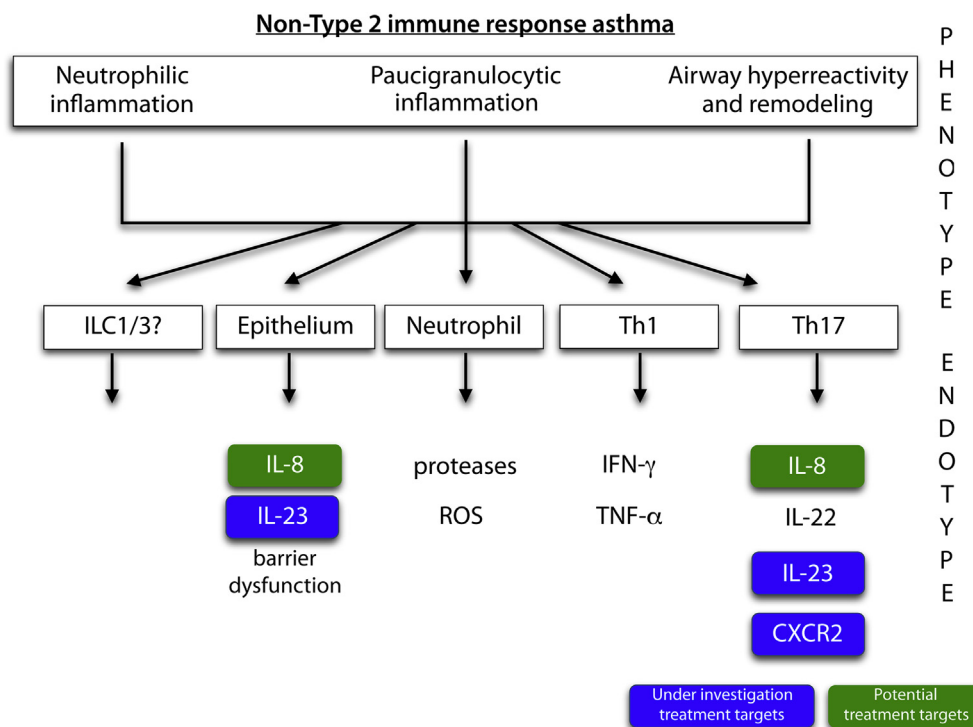 Non-Type 2 immune response asthma
Neutrophilic
inflammation
Paucigranulocytic
inflammation
Airway hyperreactivity
and remodeling
ILC1/3?
Epithelium
Neutrophil
Th1
Th17
IL-8
IL-23
barrier
dysfunction
proteases
ROS
IFN-γ
TNF-α
IL-8
IL-22
IL-23
CXCR2
Under investigation
treatment targets
Potential
treatment targets
PHENOTYPE
ENDOTYPE